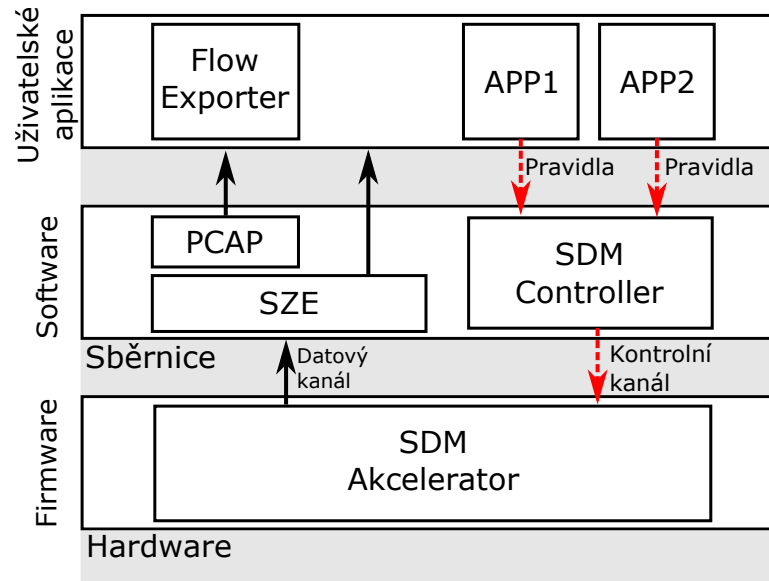 Uživatelské
aplikace
Flow
Exporter
APP1
APP2
Pravidla
Pravidla
Software
PCAP
SZE
SDM
Controller
Sběrnice
Datový
kanál
Kontrolní
kanál
Firmware
SDM
Akcelerator
Hardware